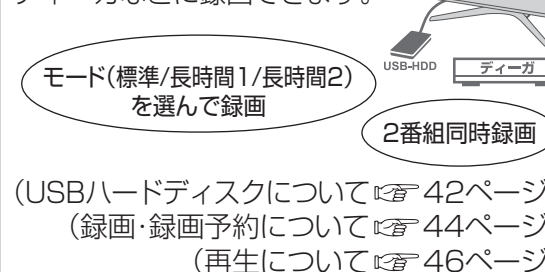 ディーガなどに録画できます。
USB-HDD
ディーガ
モード(標準/長時間1/長時間2)
を選んで録画
2番組同時録画
(USBハードディスクについて☞42ページ
(録画・録画予約について☞44ページ
(再生について☞46ページ